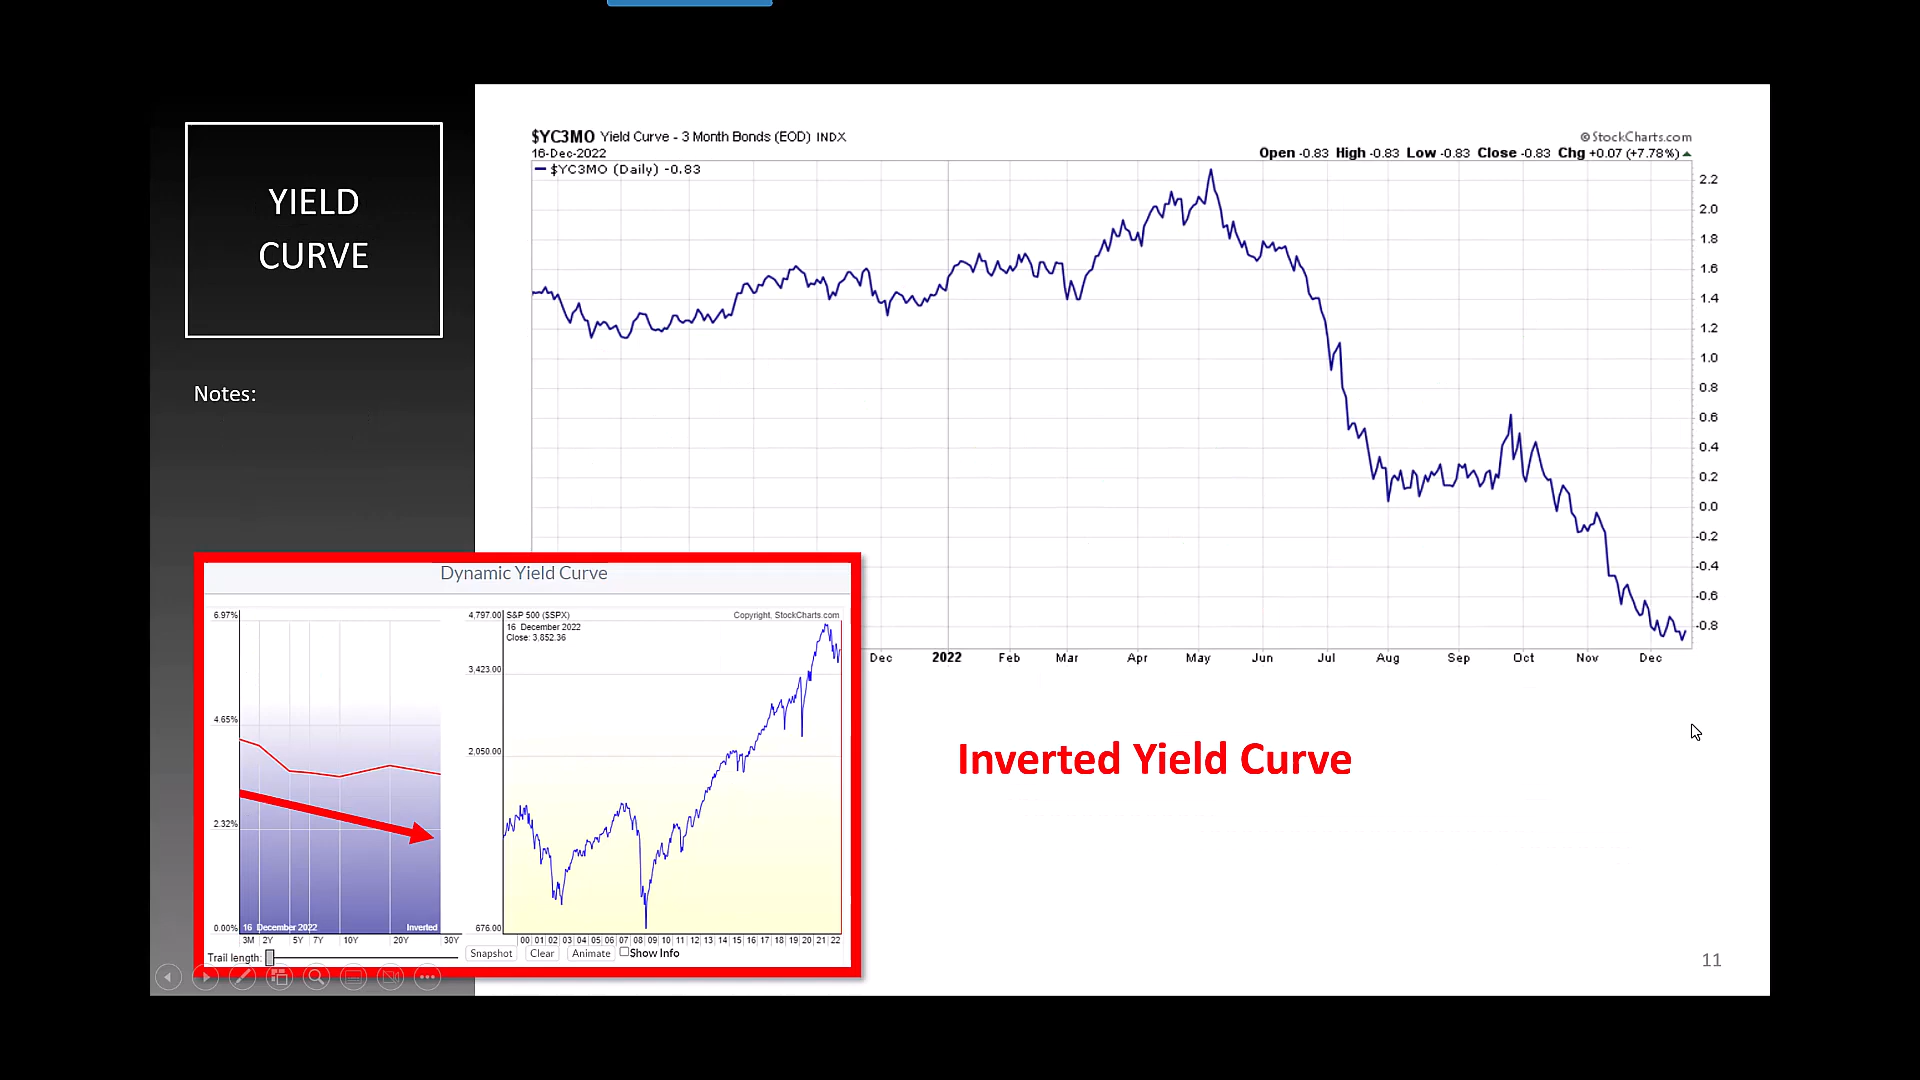 YIELD
CURVE
Notes:
$YC3MO Yield Curve - 3 Month Bonds (EOD) INDX
© StockCharts.com
16-Dec-2022
Open -0.83 High -0.83 Low -0.83 Close -0.83 Chg +0.07 (+7.78%)
$YC3MO (Daily) -0.83
2.2
2.0
1.8
1.6
1.4
1.2
1.0
0.8
0.6
0.4
0.2
0.0
-0.2
-0.4
-0.6
-0.8
Dec 2022 Feb Mar Apr May Jun Jul Aug Sep Oct Nov Dec
Dynamic Yield Curve
6.97%
4.65%
2.32%
0.00%
16 December 2022 Inverted
3M 2Y 5Y 7Y 10Y 20Y 30Y
Trail length:
4,797.00
3,423.00
2,050.00
676.00
S&P 500 ($SPX)
Copyright, StockCharts.com
16 December 2022
Close: 3,852.36
00 01 02 03 04 05 06 07 08 09 10 11 12 13 14 15 16 17 18 19 20 21 22
Snapshot Clear Animate Show Info
Inverted Yield Curve
11